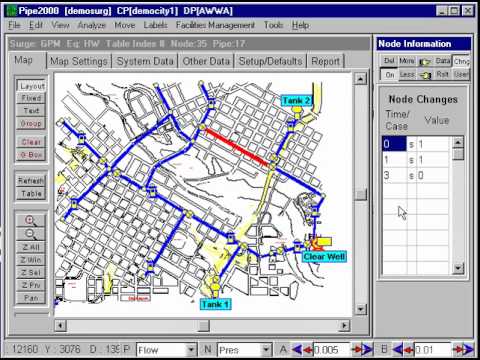 Pipe2000 [demosurg] CP[democity1] DP[AWWA]
File View Analyze Move Labels Facilities Management Tools Help
Surge: GPM Eq: HW Table Index II Node:35 Pipe:17
Map Map Settings System Data Other Data Setup/Defaults Report
Layout
Fixed
Text
Group
Clear
G Box
Refresh
Table
Z All
Z Win
Z Sel
Z Prv
Pan
Tank 2
Clear Well
Tank 1
Node Information
Del More Data Chng
On Less Rslt User
Node Changes
Time/ Case Value
0 s 1
1 s 1
3 s 0
: 12160 Y : 3076 D : 135 P Flow N Pres A 0.005 B 0.01